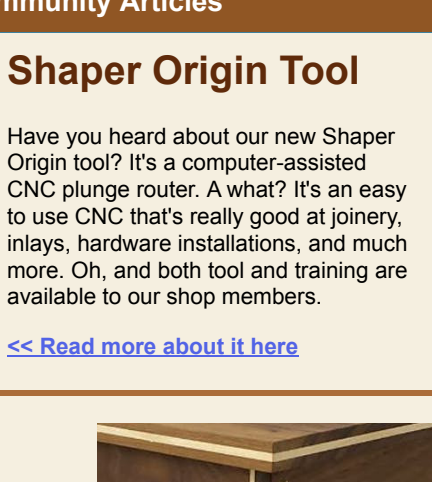 mmunity Articles
Shaper Origin Tool
Have you heard about our new Shaper
Origin tool? It's a computer-assisted
CNC plunge router. A what? It's an easy
to use CNC that's really good at joinery,
inlays, hardware installations, and much
more. Oh, and both tool and training are
available to our shop members.
<< Read more about it here